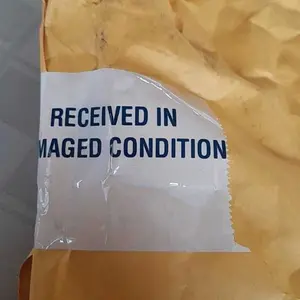 RECEIVED IN
MAGED CONDITION